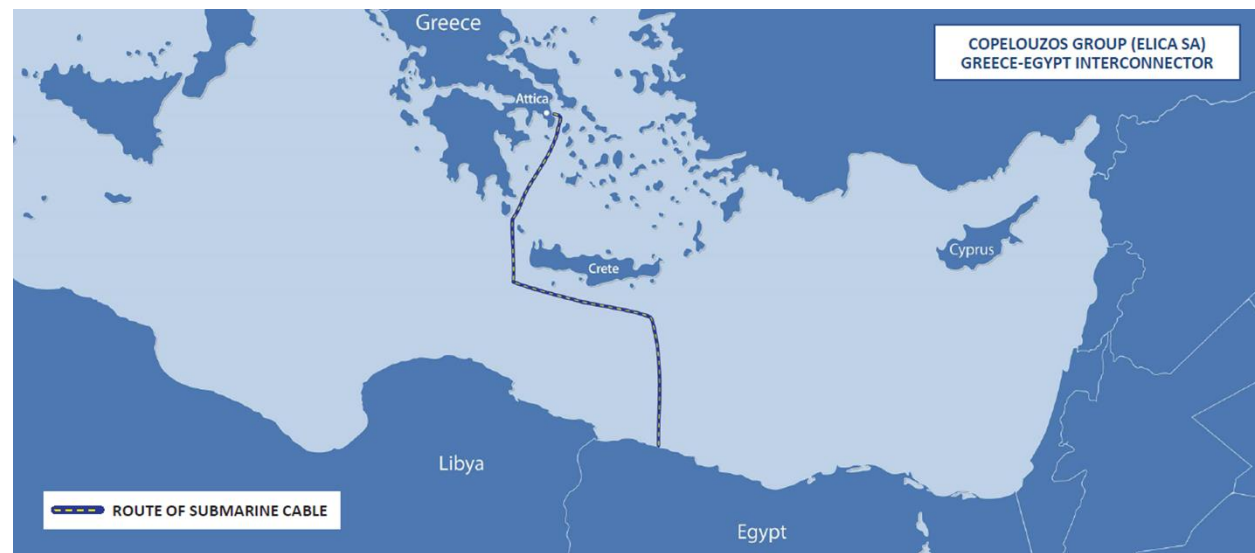 Greece
COPELOUZOS GROUP (ELICA SA)
GREECE-EGYPT INTERCONNECTOR
Attica
Cyprus
Crete
Libya
ROUTE OF SUBMARINE CABLE
Egypt